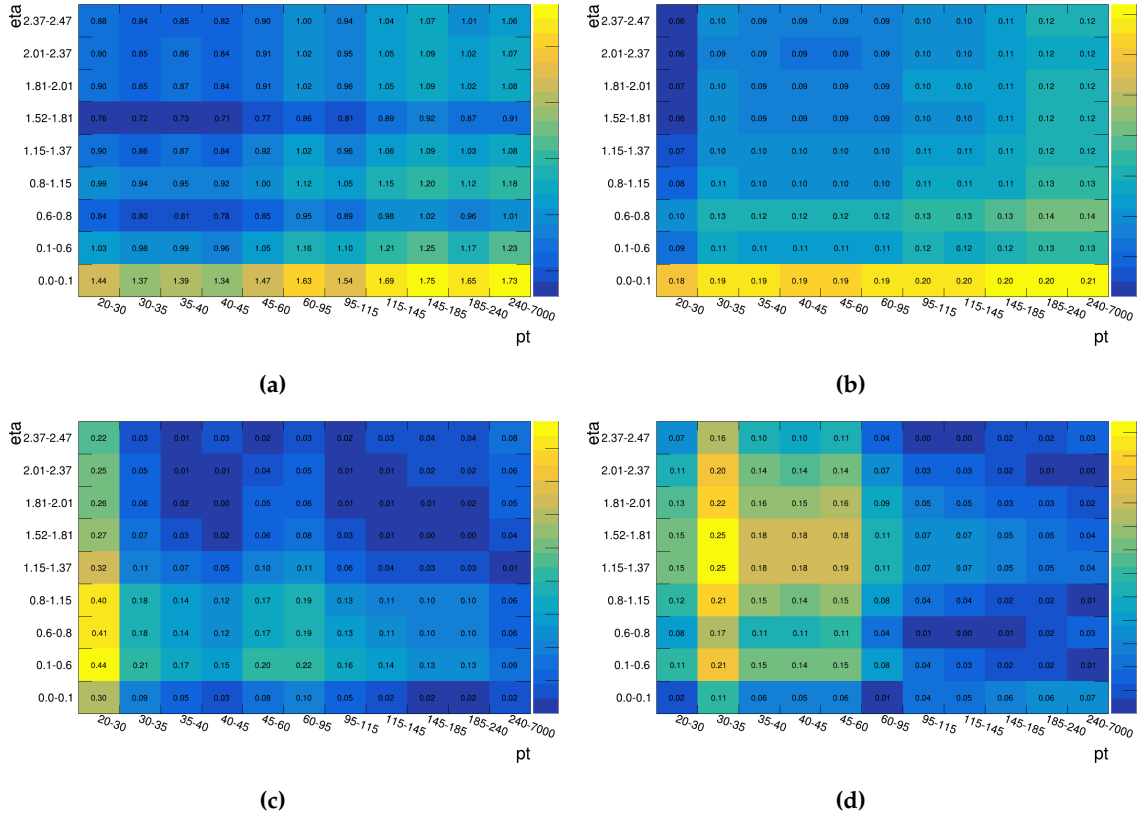 eta
2.37-2.47 0.88 0.84 0.85 0.82 0.90 1.00 0.94 1.04 1.07 1.01 1.06
2.01-2.37 0.90 0.85 0.86 0.84 0.91 1.02 0.95 1.05 1.09 1.02 1.07
1.81-2.01 0.90 0.85 0.87 0.84 0.91 1.02 0.96 1.05 1.09 1.02 1.08
1.52-1.81 0.76 0.72 0.73 0.71 0.77 0.86 0.81 0.89 0.92 0.87 0.91
1.15-1.37 0.90 0.86 0.87 0.84 0.92 1.02 0.96 1.06 1.09 1.03 1.08
0.8-1.15 0.99 0.94 0.95 0.92 1.00 1.12 1.05 1.15 1.20 1.12 1.18
0.6-0.8 0.84 0.80 0.81 0.78 0.85 0.95 0.89 0.98 1.02 0.96 1.01
0.1-0.6 1.03 0.98 0.99 0.96 1.05 1.16 1.10 1.21 1.25 1.17 1.23
0.0-0.1 1.44 1.37 1.39 1.34 1.47 1.63 1.54 1.69 1.75 1.65 1.73
20-30 30-35 35-40 40-45 45-60 60-95 95-115 115-145 145-185 185-240 240-7000
pt
(a)
eta
2.37-2.47 0.06 0.10 0.09 0.09 0.09 0.09 0.10 0.10 0.11 0.12 0.12
2.01-2.37 0.06 0.09 0.09 0.09 0.09 0.09 0.10 0.10 0.11 0.12 0.12
1.81-2.01 0.07 0.10 0.09 0.09 0.09 0.09 0.10 0.10 0.11 0.12 0.12
1.52-1.81 0.06 0.10 0.09 0.09 0.09 0.09 0.10 0.10 0.11 0.12 0.12
1.15-1.37 0.07 0.10 0.10 0.10 0.10 0.10 0.11 0.11 0.11 0.12 0.12
0.8-1.15 0.08 0.11 0.10 0.10 0.10 0.10 0.11 0.11 0.11 0.13 0.13
0.6-0.8 0.10 0.13 0.12 0.12 0.12 0.12 0.13 0.13 0.13 0.14 0.14
0.1-0.6 0.09 0.11 0.11 0.11 0.11 0.11 0.12 0.12 0.12 0.13 0.13
0.0-0.1 0.18 0.19 0.19 0.19 0.19 0.19 0.20 0.20 0.20 0.20 0.21
20-30 30-35 35-40 40-45 45-60 60-95 95-115 115-145 145-185 185-240 240-7000
pt
(b)
eta
2.37-2.47 0.22 0.03 0.01 0.03 0.02 0.03 0.02 0.03 0.04 0.04 0.08
2.01-2.37 0.25 0.05 0.01 0.01 0.04 0.05 0.01 0.01 0.02 0.02 0.06
1.81-2.01 0.26 0.06 0.02 0.00 0.05 0.06 0.01 0.01 0.01 0.02 0.05
1.52-1.81 0.27 0.07 0.03 0.02 0.06 0.08 0.03 0.01 0.00 0.00 0.04
1.15-1.37 0.32 0.11 0.07 0.05 0.10 0.11 0.06 0.04 0.03 0.03 0.01
0.8-1.15 0.40 0.18 0.14 0.12 0.17 0.19 0.13 0.11 0.10 0.10 0.06
0.6-0.8 0.41 0.18 0.14 0.12 0.17 0.19 0.13 0.11 0.10 0.10 0.06
0.1-0.6 0.44 0.21 0.17 0.15 0.20 0.22 0.16 0.14 0.13 0.13 0.09
0.0-0.1 0.30 0.09 0.05 0.03 0.08 0.10 0.05 0.02 0.02 0.02 0.02
20-30 30-35 35-40 40-45 45-60 60-95 95-115 115-145 145-185 185-240 240-7000
pt
(c)
eta
2.37-2.47 0.07 0.16 0.10 0.10 0.11 0.04 0.00 0.00 0.02 0.02 0.03
2.01-2.37 0.11 0.20 0.14 0.14 0.14 0.07 0.03 0.03 0.02 0.01 0.00
1.81-2.01 0.13 0.22 0.16 0.15 0.16 0.09 0.05 0.05 0.03 0.03 0.02
1.52-1.81 0.15 0.25 0.18 0.18 0.18 0.11 0.07 0.07 0.05 0.05 0.04
1.15-1.37 0.15 0.25 0.18 0.18 0.19 0.11 0.07 0.07 0.05 0.05 0.04
0.8-1.15 0.12 0.21 0.15 0.14 0.15 0.08 0.04 0.04 0.02 0.02 0.01
0.6-0.8 0.08 0.17 0.11 0.11 0.11 0.04 0.01 0.00 0.01 0.02 0.03
0.1-0.6 0.11 0.21 0.15 0.14 0.15 0.08 0.04 0.03 0.02 0.02 0.01
0.0-0.1 0.02 0.11 0.06 0.05 0.06 0.01 0.04 0.05 0.06 0.06 0.07
20-30 30-35 35-40 40-45 45-60 60-95 95-115 115-145 145-185 185-240 240-7000
pt
(d)